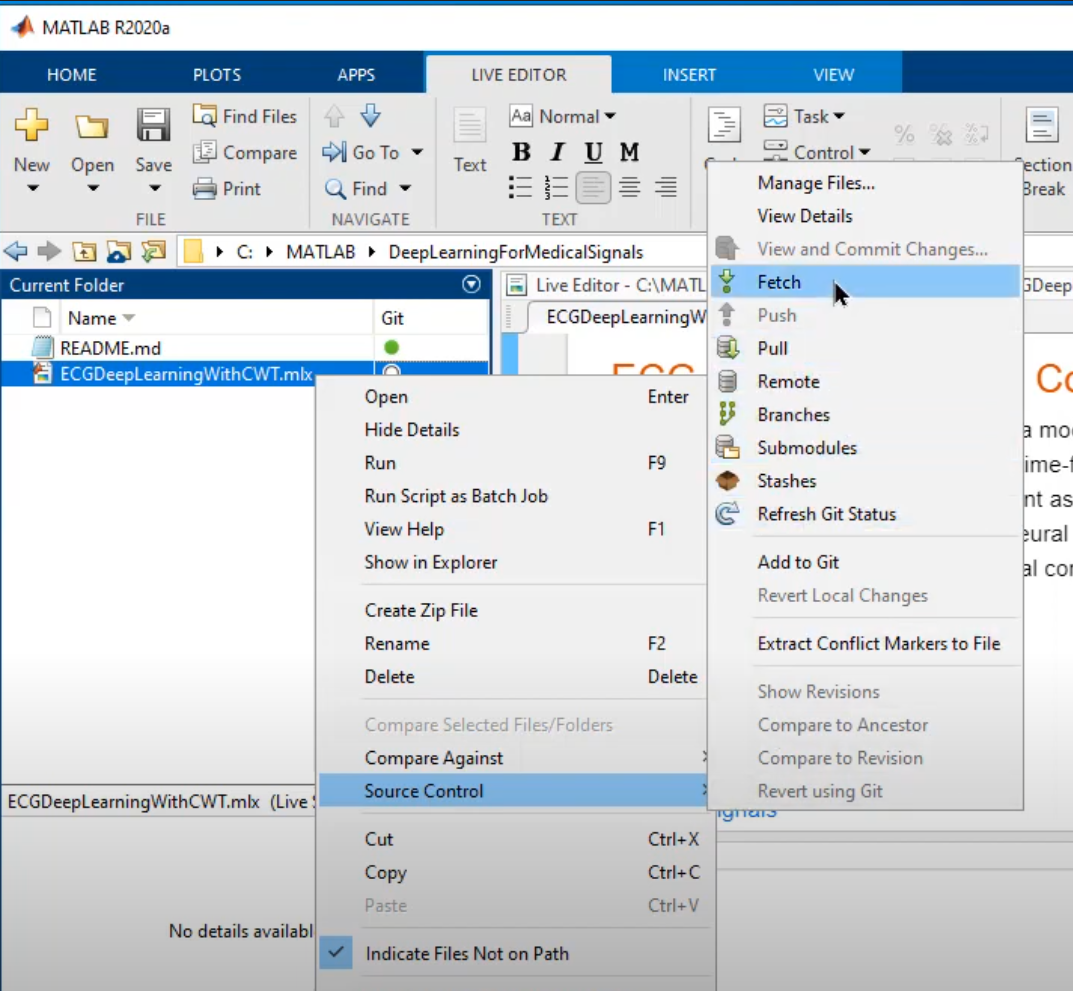 MATLAB R2020a
HOME PLOTS APPS LIVE EDITOR INSERT VIEW
New
Open
Save
Find Files
Compare
Print
FILE
Go To
Find
NAVIGATE
Text
Aa Normal
B I U M
TEXT
Task
Control
Section
Break
C: MATLAB DeepLearningForMedicalSignals
Current Folder
Name Git
README.md
ECGDeepLearningWithCWT.mlx
Live Editor - C:\MATL
ECGDeepLearningW
ECG
a mod
nt as
al con
ignals
Open Enter
Hide Details
Run F9
Run Script as Batch Job
View Help F1
Show in Explorer
Create Zip File
Rename F2
Delete Delete
Compare Selected Files/Folders
Compare Against
Source Control
Cut Ctrl+X
Copy Ctrl+C
Paste Ctrl+V
Indicate Files Not on Path
Manage Files...
View Details
View and Commit Changes...
Fetch
Push
Pull
Remote
Branches
Submodules
Stashes
Refresh Git Status
Add to Git
Revert Local Changes
Extract Conflict Markers to File
Show Revisions
Compare to Ancestor
Compare to Revision
Revert using Git
ECGDeepLearningWithCWT.mlx (Live
No details availabl